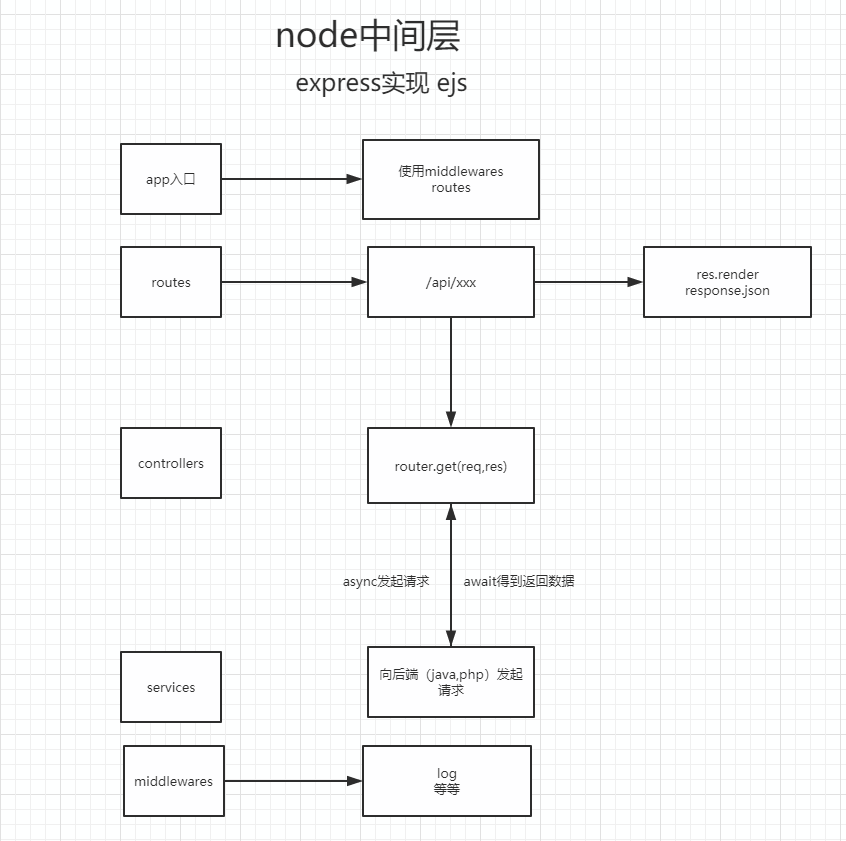 node中间层
express实现 ejs
app入口
使用middlewares
routes
routes
/api/xxx
res.render
response.json
controllers
router.get(req,res)
async发起请求
await得到返回数据
services
向后端（java,php）发起
请求
middlewares
log
等等